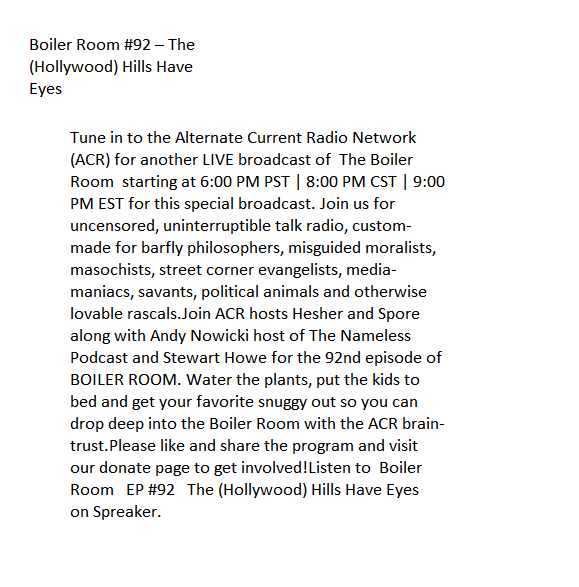 Boiler Room #92 – The
(Hollywood) Hills Have
Eyes
Tune in to the Alternate Current Radio Network
(ACR) for another LIVE broadcast of  The Boiler
Room  starting at 6:00 PM PST | 8:00 PM CST | 9:00
PM EST for this special broadcast. Join us for
uncensored, uninterruptible talk radio, custom-
made for barfly philosophers, misguided moralists,
masochists, street corner evangelists, media-
maniacs, savants, political animals and otherwise
lovable rascals.Join ACR hosts Hesher and Spore
along with Andy Nowicki host of The Nameless
Podcast and Stewart Howe for the 92nd episode of
BOILER ROOM. Water the plants, put the kids to
bed and get your favorite snuggy out so you can
drop deep into the Boiler Room with the ACR brain-
trust.Please like and share the program and visit
our donate page to get involved!Listen to  Boiler
Room   EP #92   The (Hollywood) Hills Have Eyes
on Spreaker.